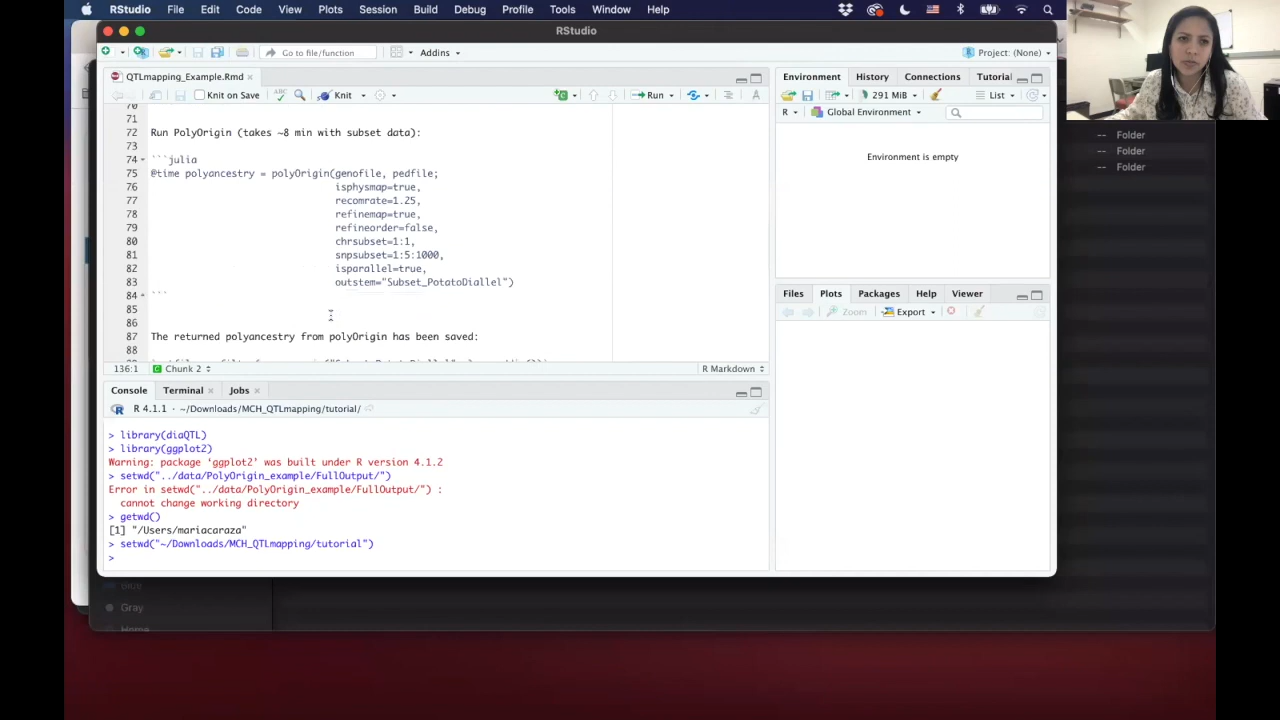 RStudio File Edit Code View Plots Session Build Debug Profile Tools Window Help
RStudio
Go to file/function Addins Project: (None)
QTLmapping_Example.Rmd
Knit on Save ABC Knit Run
71
72 Run PolyOrigin (takes ~8 min with subset data):
73
74 ```julia
75 @time polyancestry = polyOrigin(genofile, pedfile;
76 isphysmap=true,
77 recomrate=1.25,
78 refinemap=true,
79 refineorder=false,
80 chrsubset=1:1,
81 snpsubset=1:5:1000,
82 isparallel=true,
83 outstem="Subset_PotatoDiallel")
84 ```
85
86
87 The returned polyancestry from polyOrigin has been saved:
88
136:1 Chunk 2 R Markdown
Console Terminal Jobs
R 4.1.1 · ~/Downloads/MCH_QTLmapping/tutorial/
> library(diaQTL)
> library(ggplot2)
Warning: package ‘ggplot2’ was built under R version 4.1.2
> setwd("../data/PolyOrigin_example/FullOutput/")
Error in setwd("../data/PolyOrigin_example/FullOutput/") :
cannot change working directory
> getwd()
[1] "/Users/mariacaraza"
> setwd("~/Downloads/MCH_QTLmapping/tutorial")
>
Environment History Connections Tutorial
291 MiB List
R Global Environment
Environment is empty
Files Plots Packages Help Viewer
Zoom Export
-- Folder
-- Folder
-- Folder
Gray